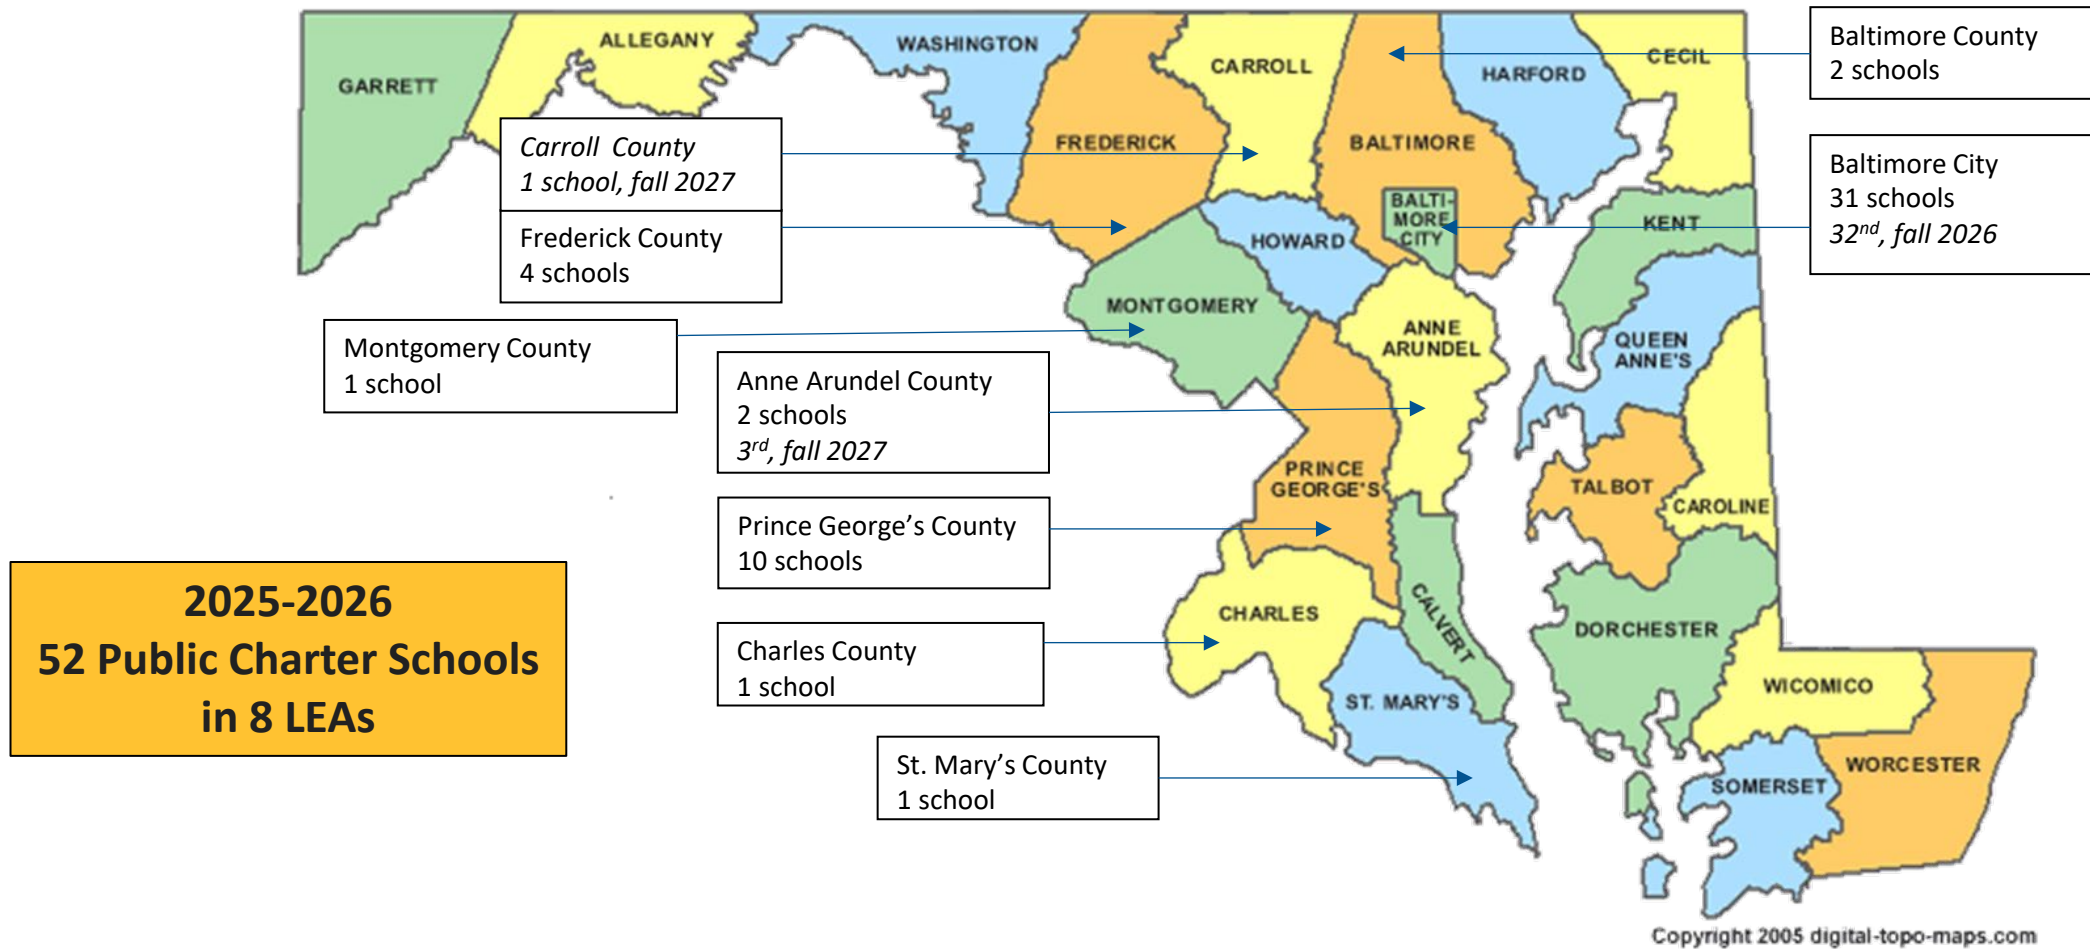 GARRETT
ALLEGANY
WASHINGTON
FREDERICK
CARROLL
BALTIMORE
HARFORD
CECIL
BALTI-
MORE
CITY
HOWARD
MONTGOMERY
ANNE
ARUNDEL
PRINCE
GEORGE'S
CHARLES
CALVERT
ST. MARY'S
KENT
QUEEN
ANNE'S
TALBOT
CAROLINE
DORCHESTER
WICOMICO
SOMERSET
WORCESTER
Baltimore County
2 schools
Baltimore City
31 schools
32nd, fall 2026
Carroll County
1 school, fall 2027
Frederick County
4 schools
Montgomery County
1 school
Anne Arundel County
2 schools
3rd, fall 2027
Prince George’s County
10 schools
Charles County
1 school
St. Mary’s County
1 school
2025-2026
52 Public Charter Schools
in 8 LEAs
Copyright 2005 digital-topo-maps.com